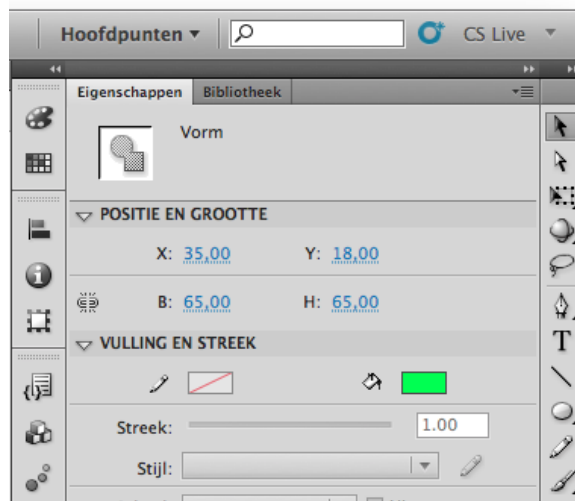 Hoofdpunten
CS Live
Eigenschappen Bibliotheek
Vorm
POSITIE EN GROOTTE
X: 35,00 Y: 18,00
B: 65,00 H: 65,00
VULLING EN STREEK
Streek: 1.00
Stijl:
T